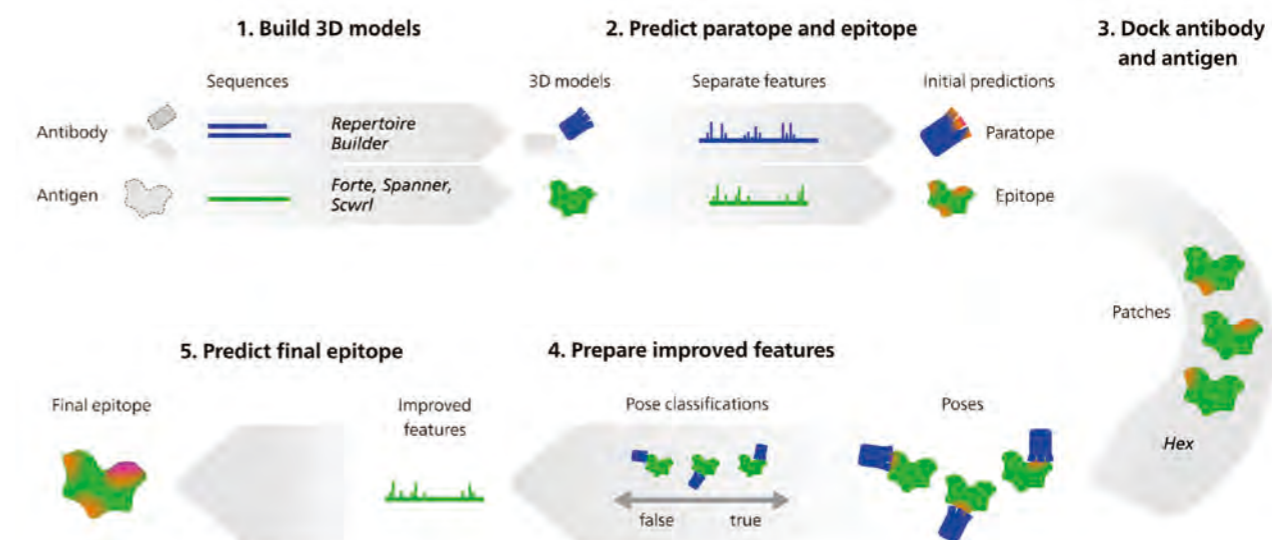 1. Build 3D models
2. Predict paratope and epitope
3. Dock antibody
and antigen
Sequences
3D models
Separate features
Initial predictions
Antibody
Repertoire
Builder
Paratope
Antigen
Forte, Spanner,
Scwrl
Epitope
Patches
Hex
4. Prepare improved features
Poses
Pose classifications
false
true
5. Predict final epitope
Improved
features
Final epitope